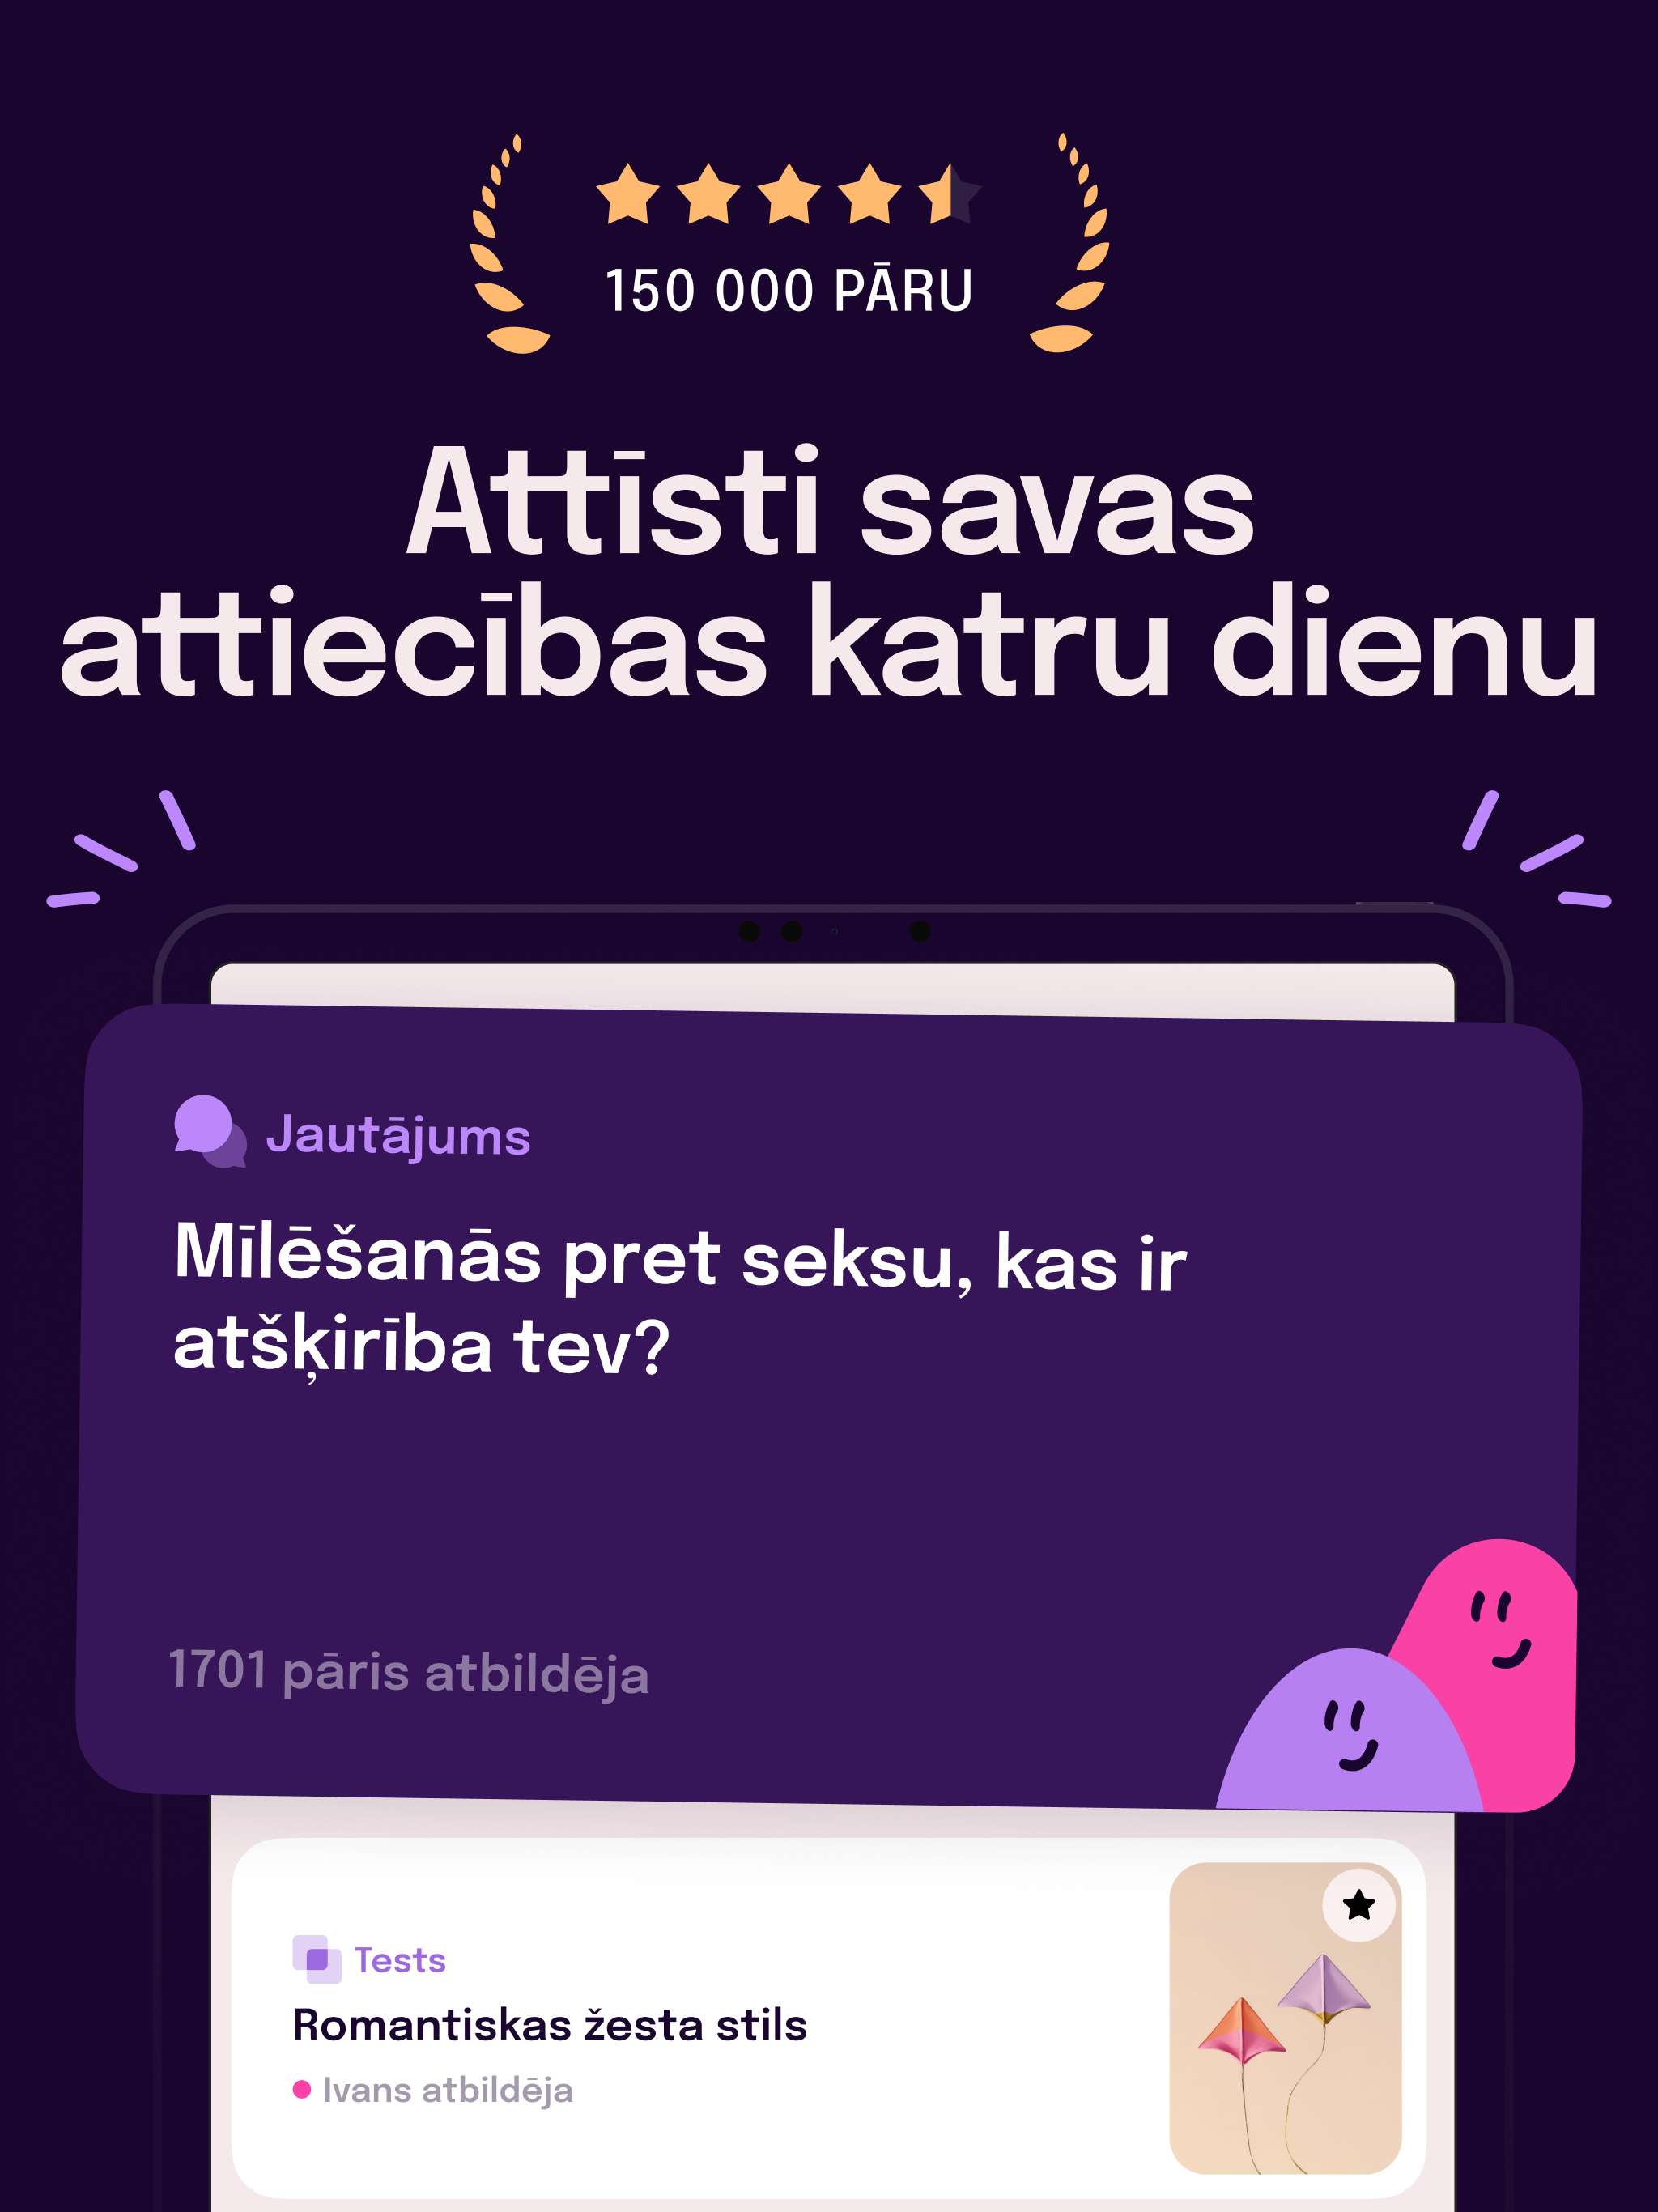 150 000 PĀRU
Attīsti savas
attiecības katru dienu
Jautājums
Mīlēšanās pret seksu, kas ir
atšķirība tev?
1701 pāris atbildēja
Tests
Romantiskas žesta stils
Ivans atbildēja